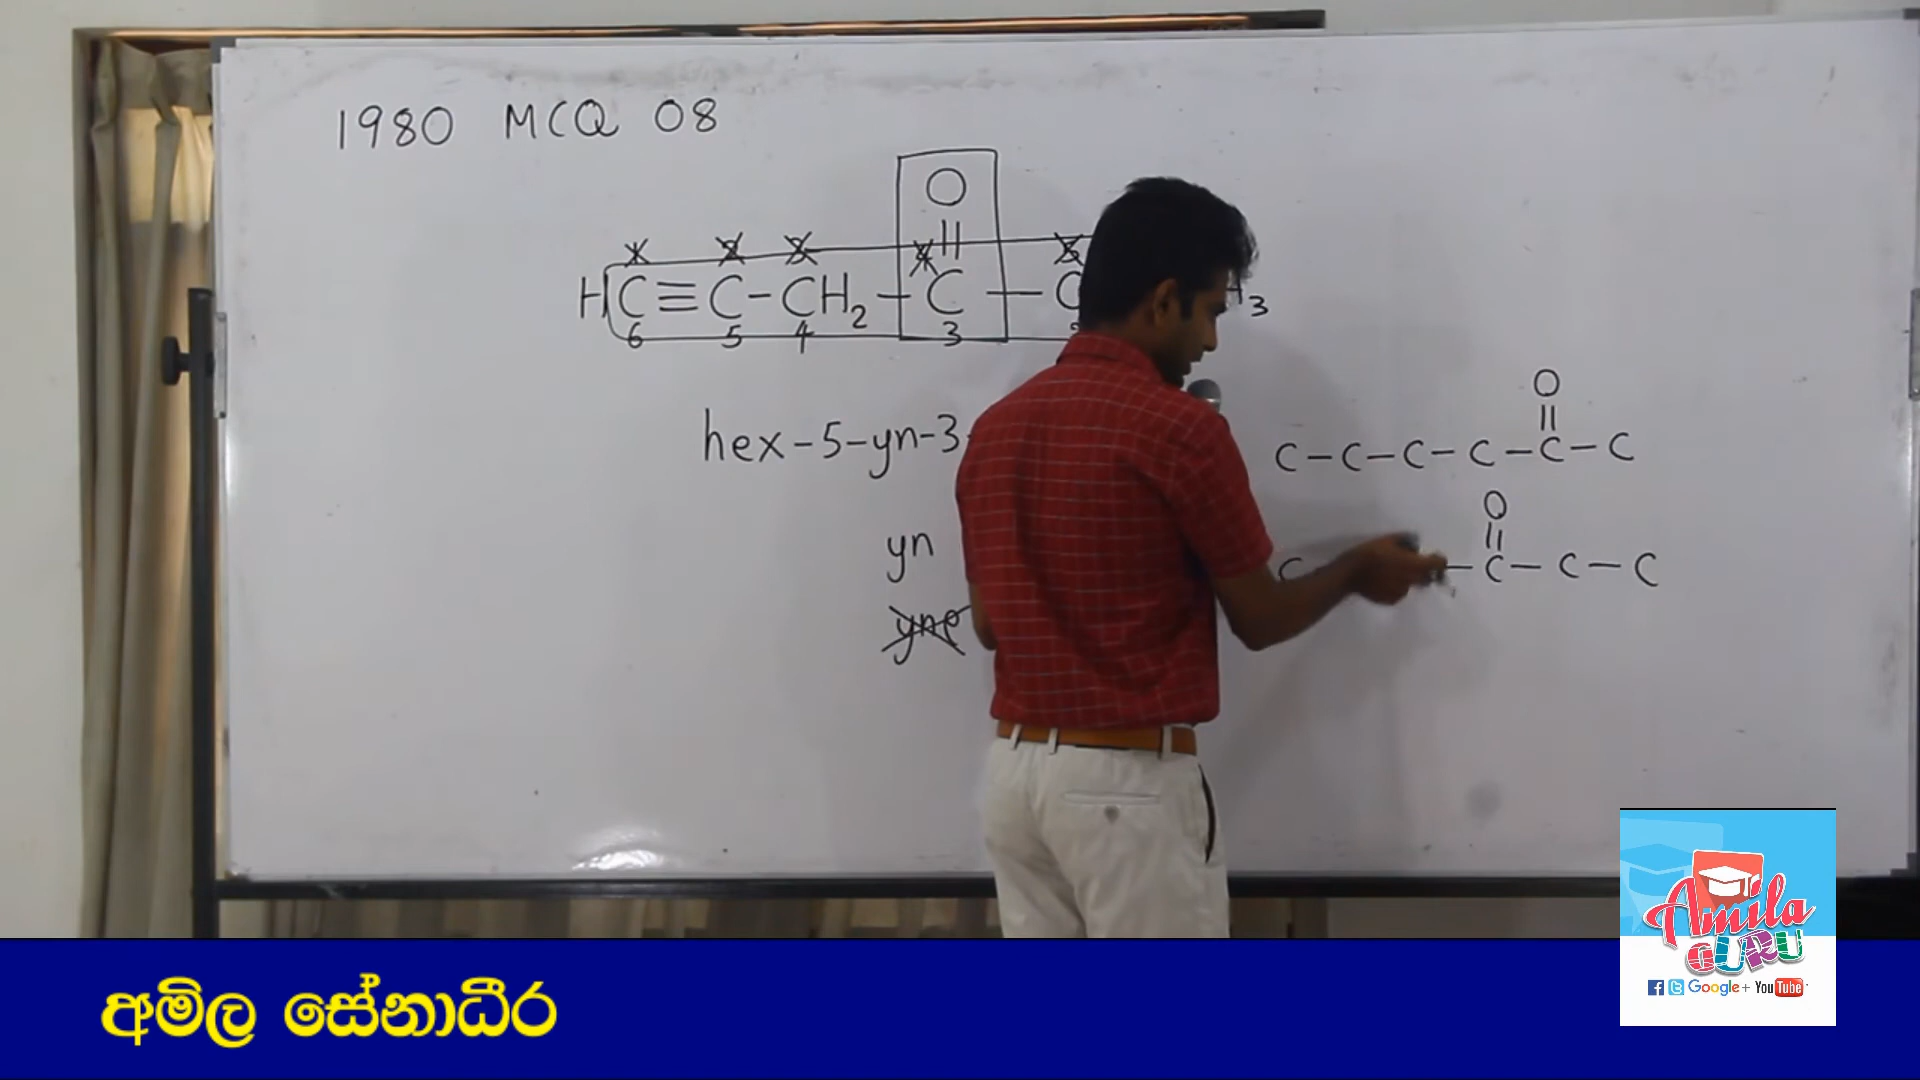 1980 MCQ 08
O
||
HC≡C-CH₂-C-C H₃
6 5 4 3
hex-5-yn-3-
yn
yne
O
||
C-C-C-C-C-C
O
||
C -C-C-C
අමිල සේනාධීර
Amila
GURU
Google+ YouTube